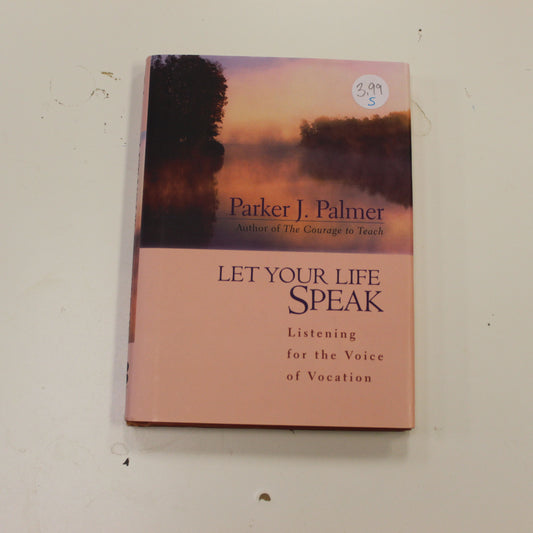 3.99
S
Parker J. Palmer
Author of The Courage to Teach
LET YOUR LIFE
SPEAK
Listening
for the Voice
of Vocation